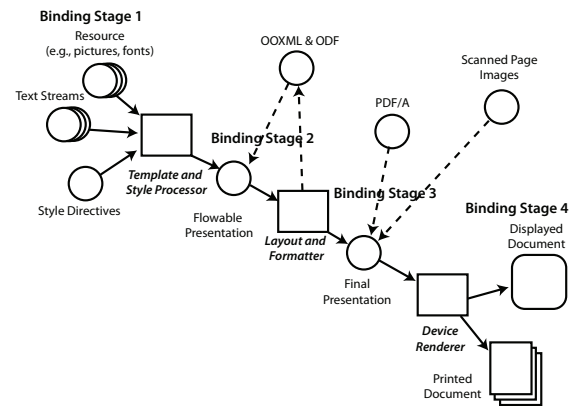 Binding Stage 1
Resource
(e.g., pictures, fonts)
Text Streams
Style Directives
Template and
Style Processor
OOXML & ODF
Binding Stage 2
Flowable
Presentation
Layout and
Formatter
PDF/A
Scanned Page
Images
Binding Stage 3
Final
Presentation
Binding Stage 4
Displayed
Document
Device
Renderer
Printed
Document